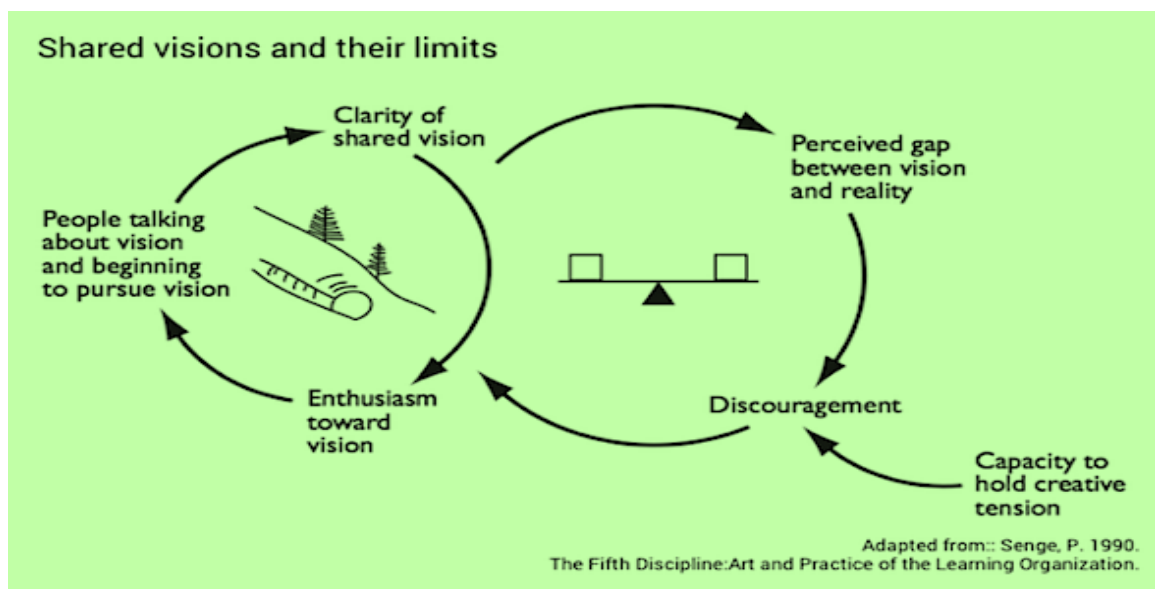 Shared visions and their limits
Clarity of
shared vision
Perceived gap
between vision
and reality
People talking
about vision
and beginning
to pursue vision
Enthusiasm
toward
vision
Discouragement
Capacity to
hold creative
tension
Adapted from:: Senge, P. 1990.
The Fifth Discipline:Art and Practice of the Learning Organization.